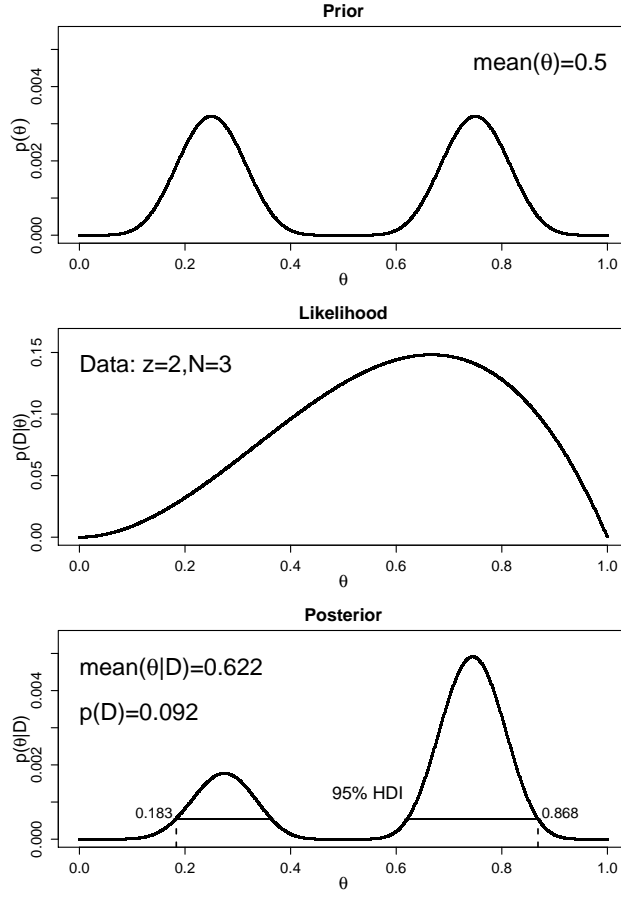 Prior
mean(θ)=0.5
p(θ)
0.004
0.002
0.000
0.0 0.2 0.4 0.6 0.8 1.0
θ
Likelihood
Data: z=2,N=3
p(D|θ)
0.15
0.10
0.05
0.00
0.0 0.2 0.4 0.6 0.8 1.0
θ
Posterior
mean(θ|D)=0.622
p(D)=0.092
p(θ|D)
0.004
0.002
0.000
95% HDI
0.183 0.868
0.0 0.2 0.4 0.6 0.8 1.0
θ